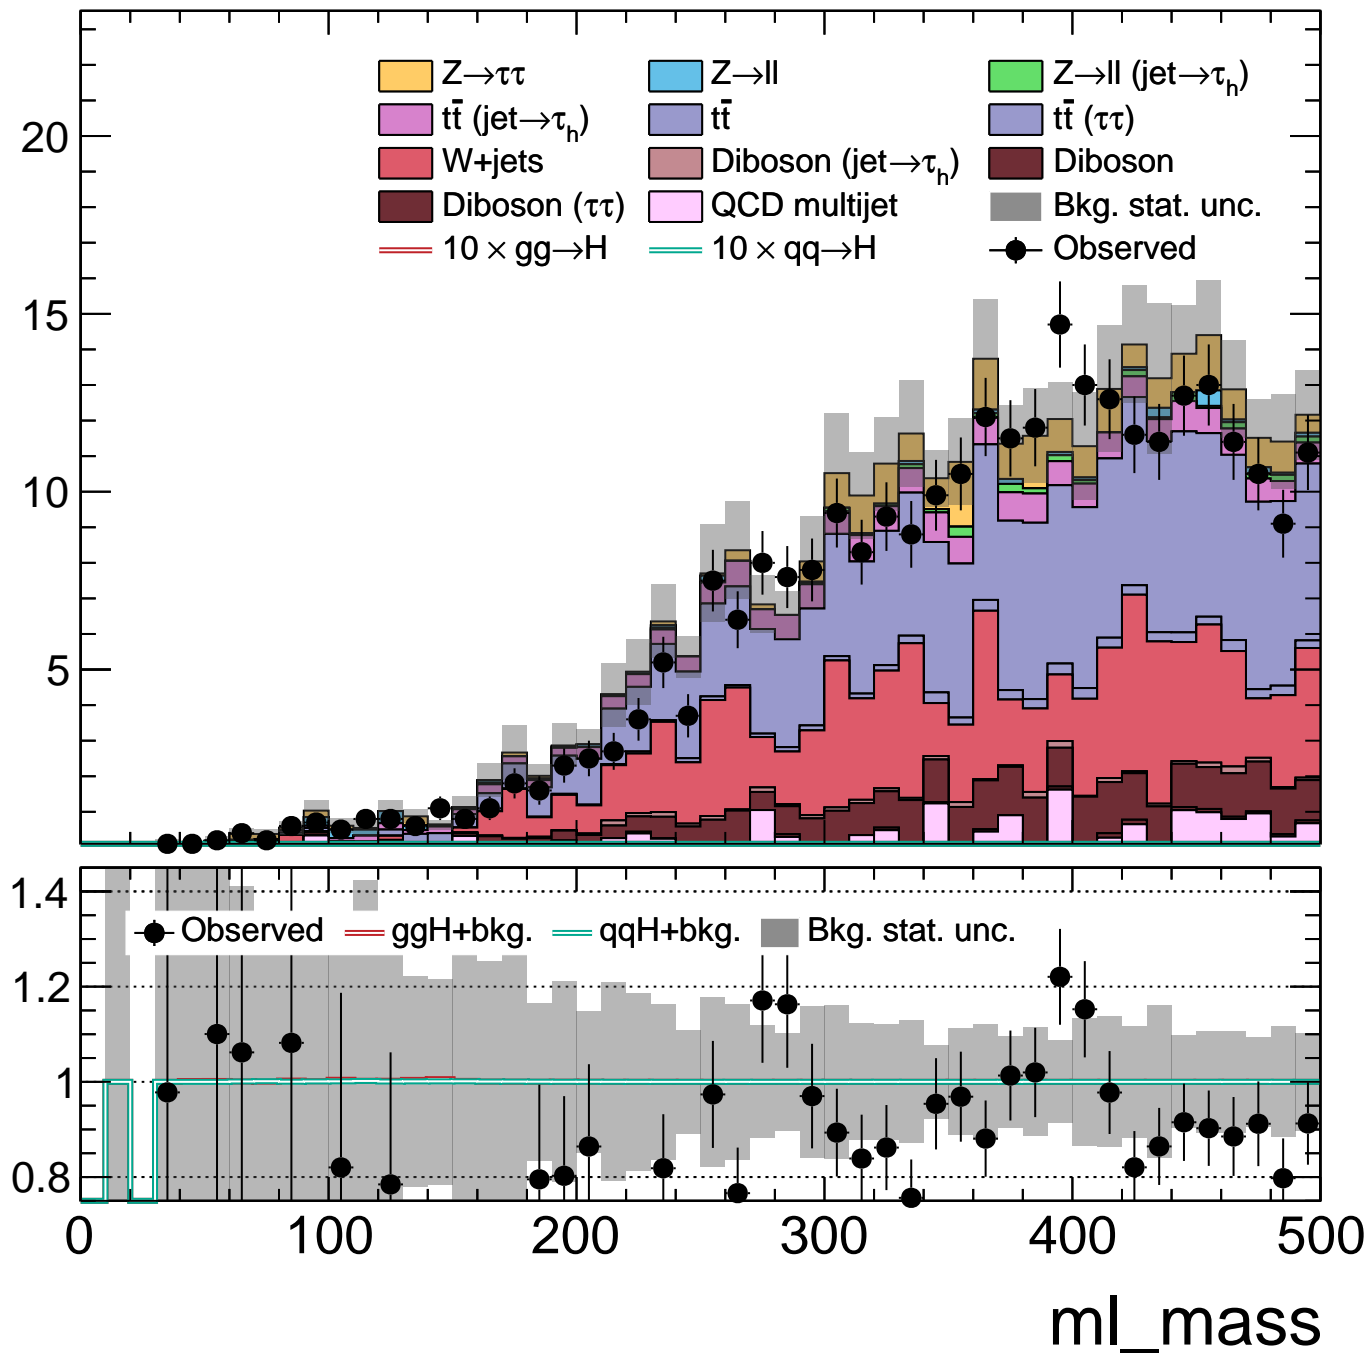 Z→ττ Z→ll Z→ll (jet→τh)
tt̄ (jet→τh) tt̄ tt̄ (ττ)
W+jets Diboson (jet→τh) Diboson
Diboson (ττ) QCD multijet Bkg. stat. unc.
10 × gg→H 10 × qq→H Observed
20
15
10
5
1.4
Observed ggH+bkg. qqH+bkg. Bkg. stat. unc.
1.2
1
0.8
0 100 200 300 400 500
ml_mass